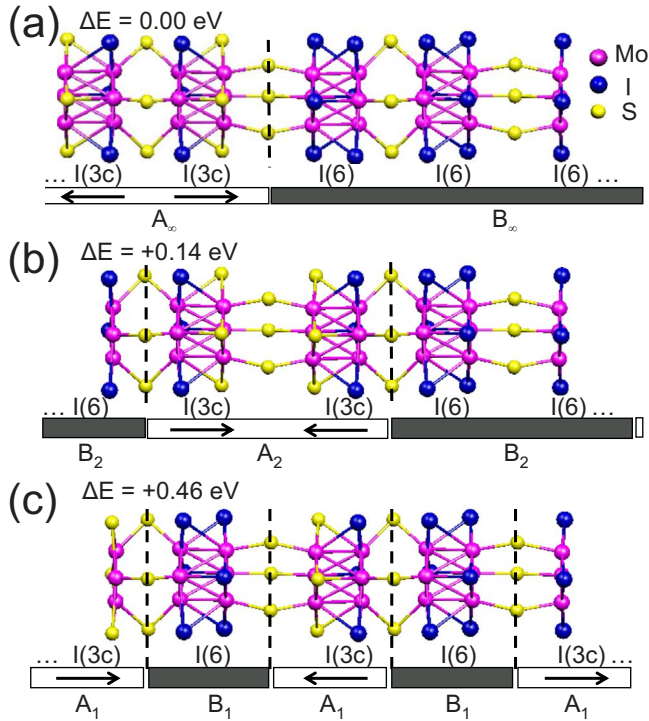 (a) ΔE = 0.00 eV
Mo
I
S
... I(3c) I(3c) I(6) I(6) I(6) ...
A∞ B∞
(b) ΔE = +0.14 eV
... I(6) I(3c) I(3c) I(6) I(6) ...
B₂ A₂ B₂
(c) ΔE = +0.46 eV
... I(3c) I(6) I(3c) I(6) I(3c) ...
A₁ B₁ A₁ B₁ A₁